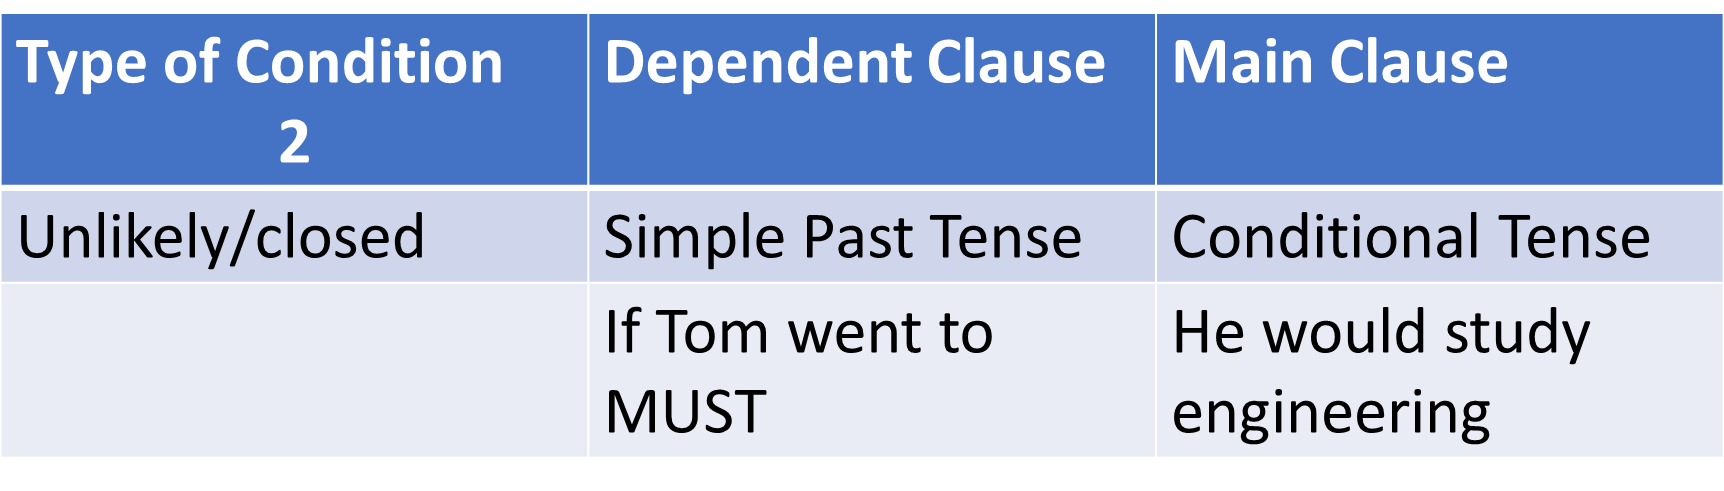 Type of Condition
2
Dependent Clause
Main Clause
Unlikely/closed
Simple Past Tense
Conditional Tense
If Tom went to
MUST
He would study
engineering